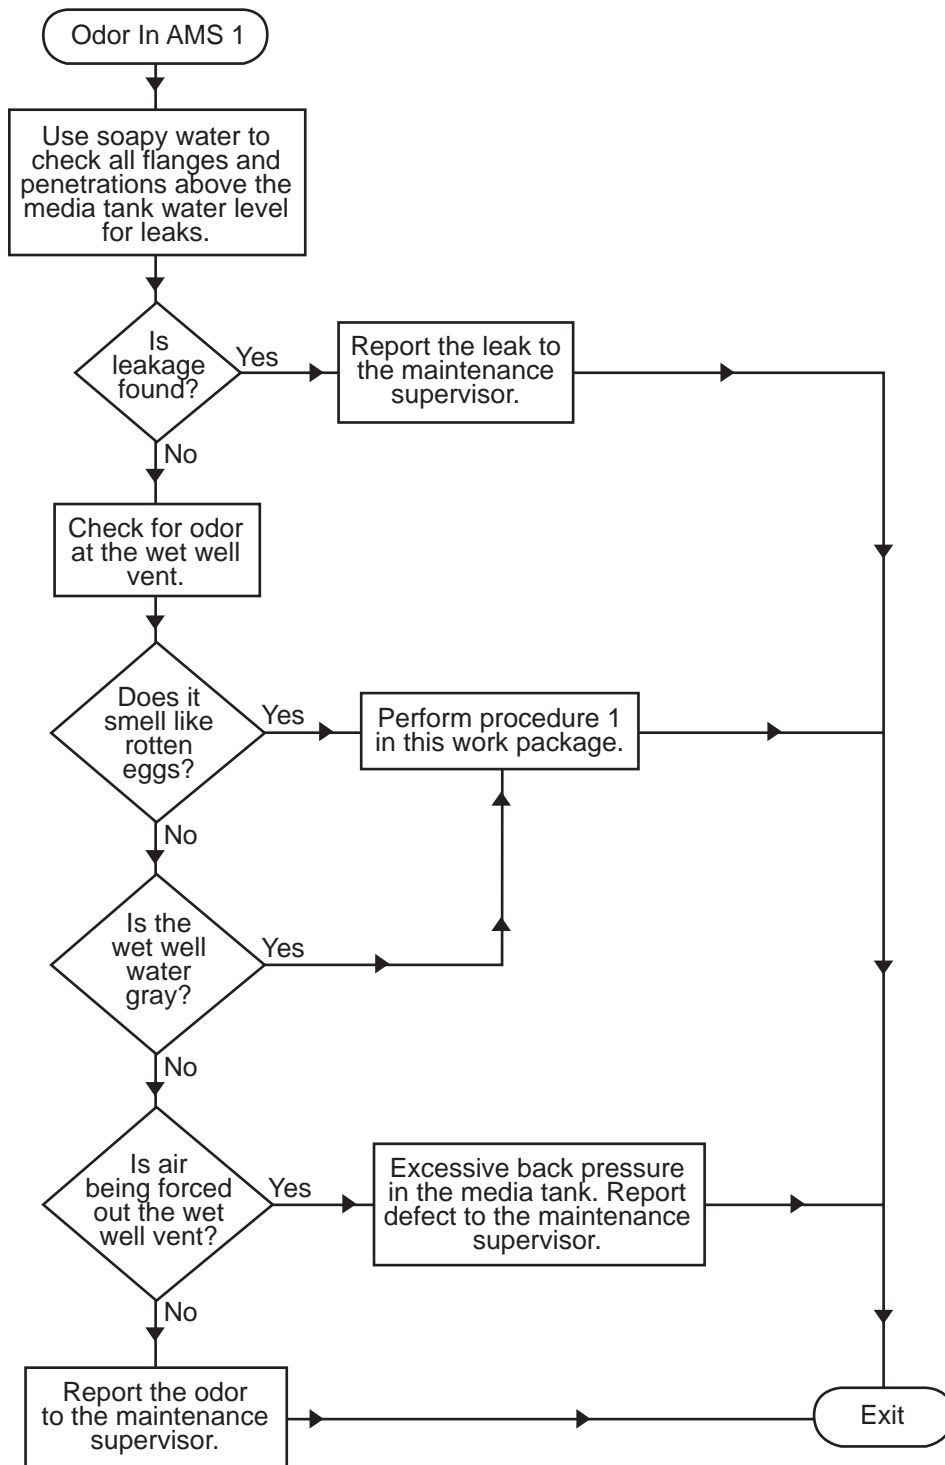 Odor In AMS 1
Use soapy water to
check all flanges and
penetrations above the
media tank water level
for leaks.
Is
leakage
found?
Yes
Report the leak to
the maintenance
supervisor.
No
Check for odor
at the wet well
vent.
Does it
smell like
rotten
eggs?
Yes
Perform procedure 1
in this work package.
No
Is the
wet well
water
gray?
Yes
No
Is air
being forced
out the wet
well vent?
Yes
Excessive back pressure
in the media tank. Report
defect to the maintenance
supervisor.
No
Report the odor
to the maintenance
supervisor.
Exit